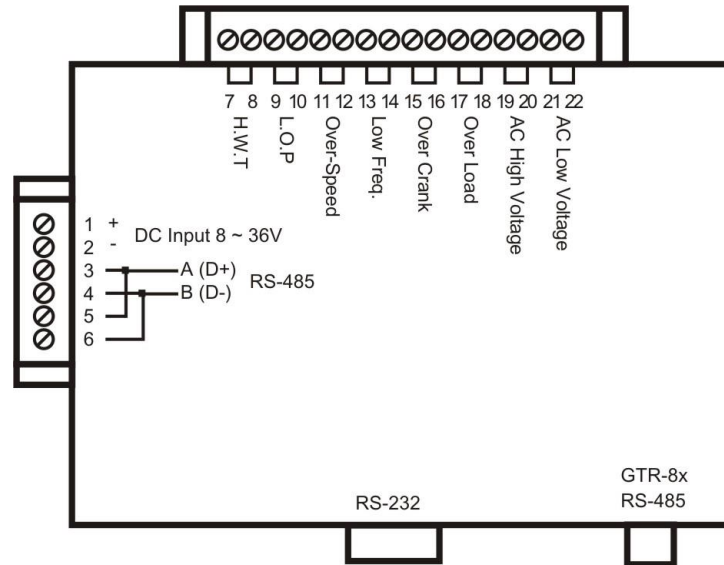 7 8 9 10 11 12 13 14 15 16 17 18 19 20 21 22
H.W.T
L.O.P
Over-Speed
Low Freq.
Over Crank
Over Load
AC High Voltage
AC Low Voltage
1 +
2 -
DC Input 8 ~ 36V
3 A (D+)
RS-485
4 B (D-)
5
6
RS-232
GTR-8x
RS-485